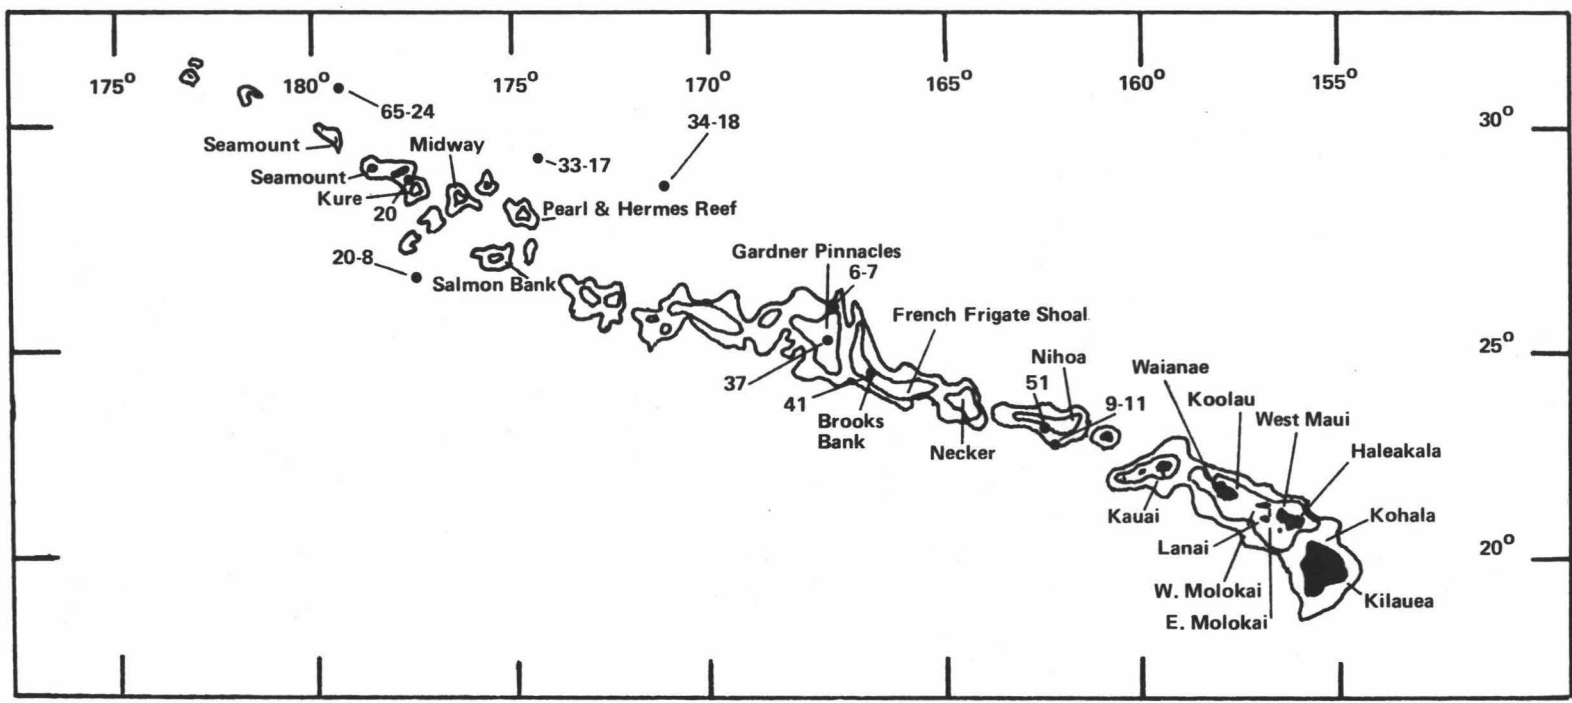 175°
180°
175°
170°
165°
160°
155°
65-24
34-18
30°
Seamount
Midway
33-17
Seamount
Kure
20
Pearl & Hermes Reef
20-8
Gardner Pinnacles
6-7
Salmon Bank
French Frigate Shoal
25°
Nihoa
Waianae
37
51
41
9-11
Koolau
Brooks
Bank
West Maui
Necker
Haleakala
Kauai
Kohala
Lanai
20°
W. Molokai
Kilauea
E. Molokai